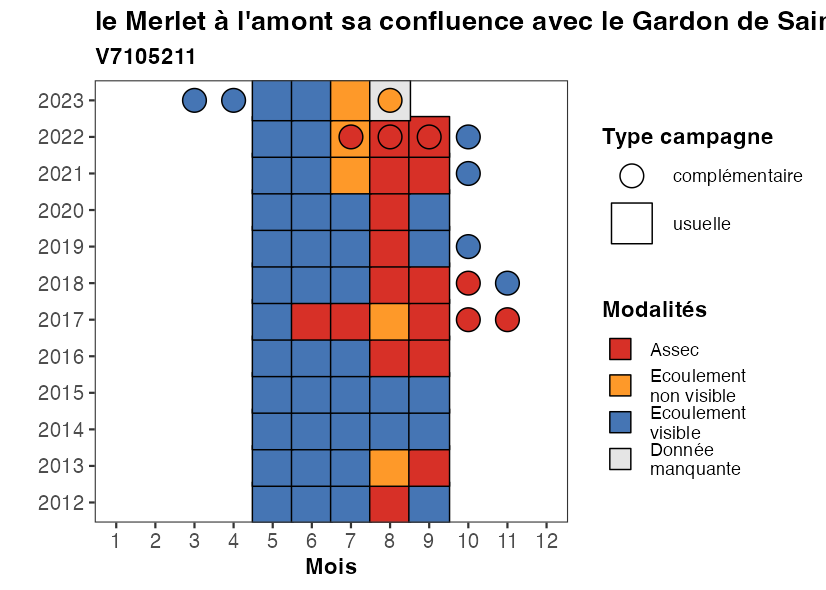 le Merlet à l'amont sa confluence avec le Gardon de Sain
V7105211
2023
2022
2021
2020
2019
2018
2017
2016
2015
2014
2013
2012
1 2 3 4 5 6 7 8 9 10 11 12
Mois
Type campagne
complémentaire
usuelle
Modalités
Assec
Ecoulement
non visible
Ecoulement
visible
Donnée
manquante